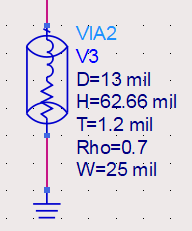 VIA2
V3
D=13 mil
H=62.66 mil
T=1.2 mil
Rho=0.7
W=25 mil